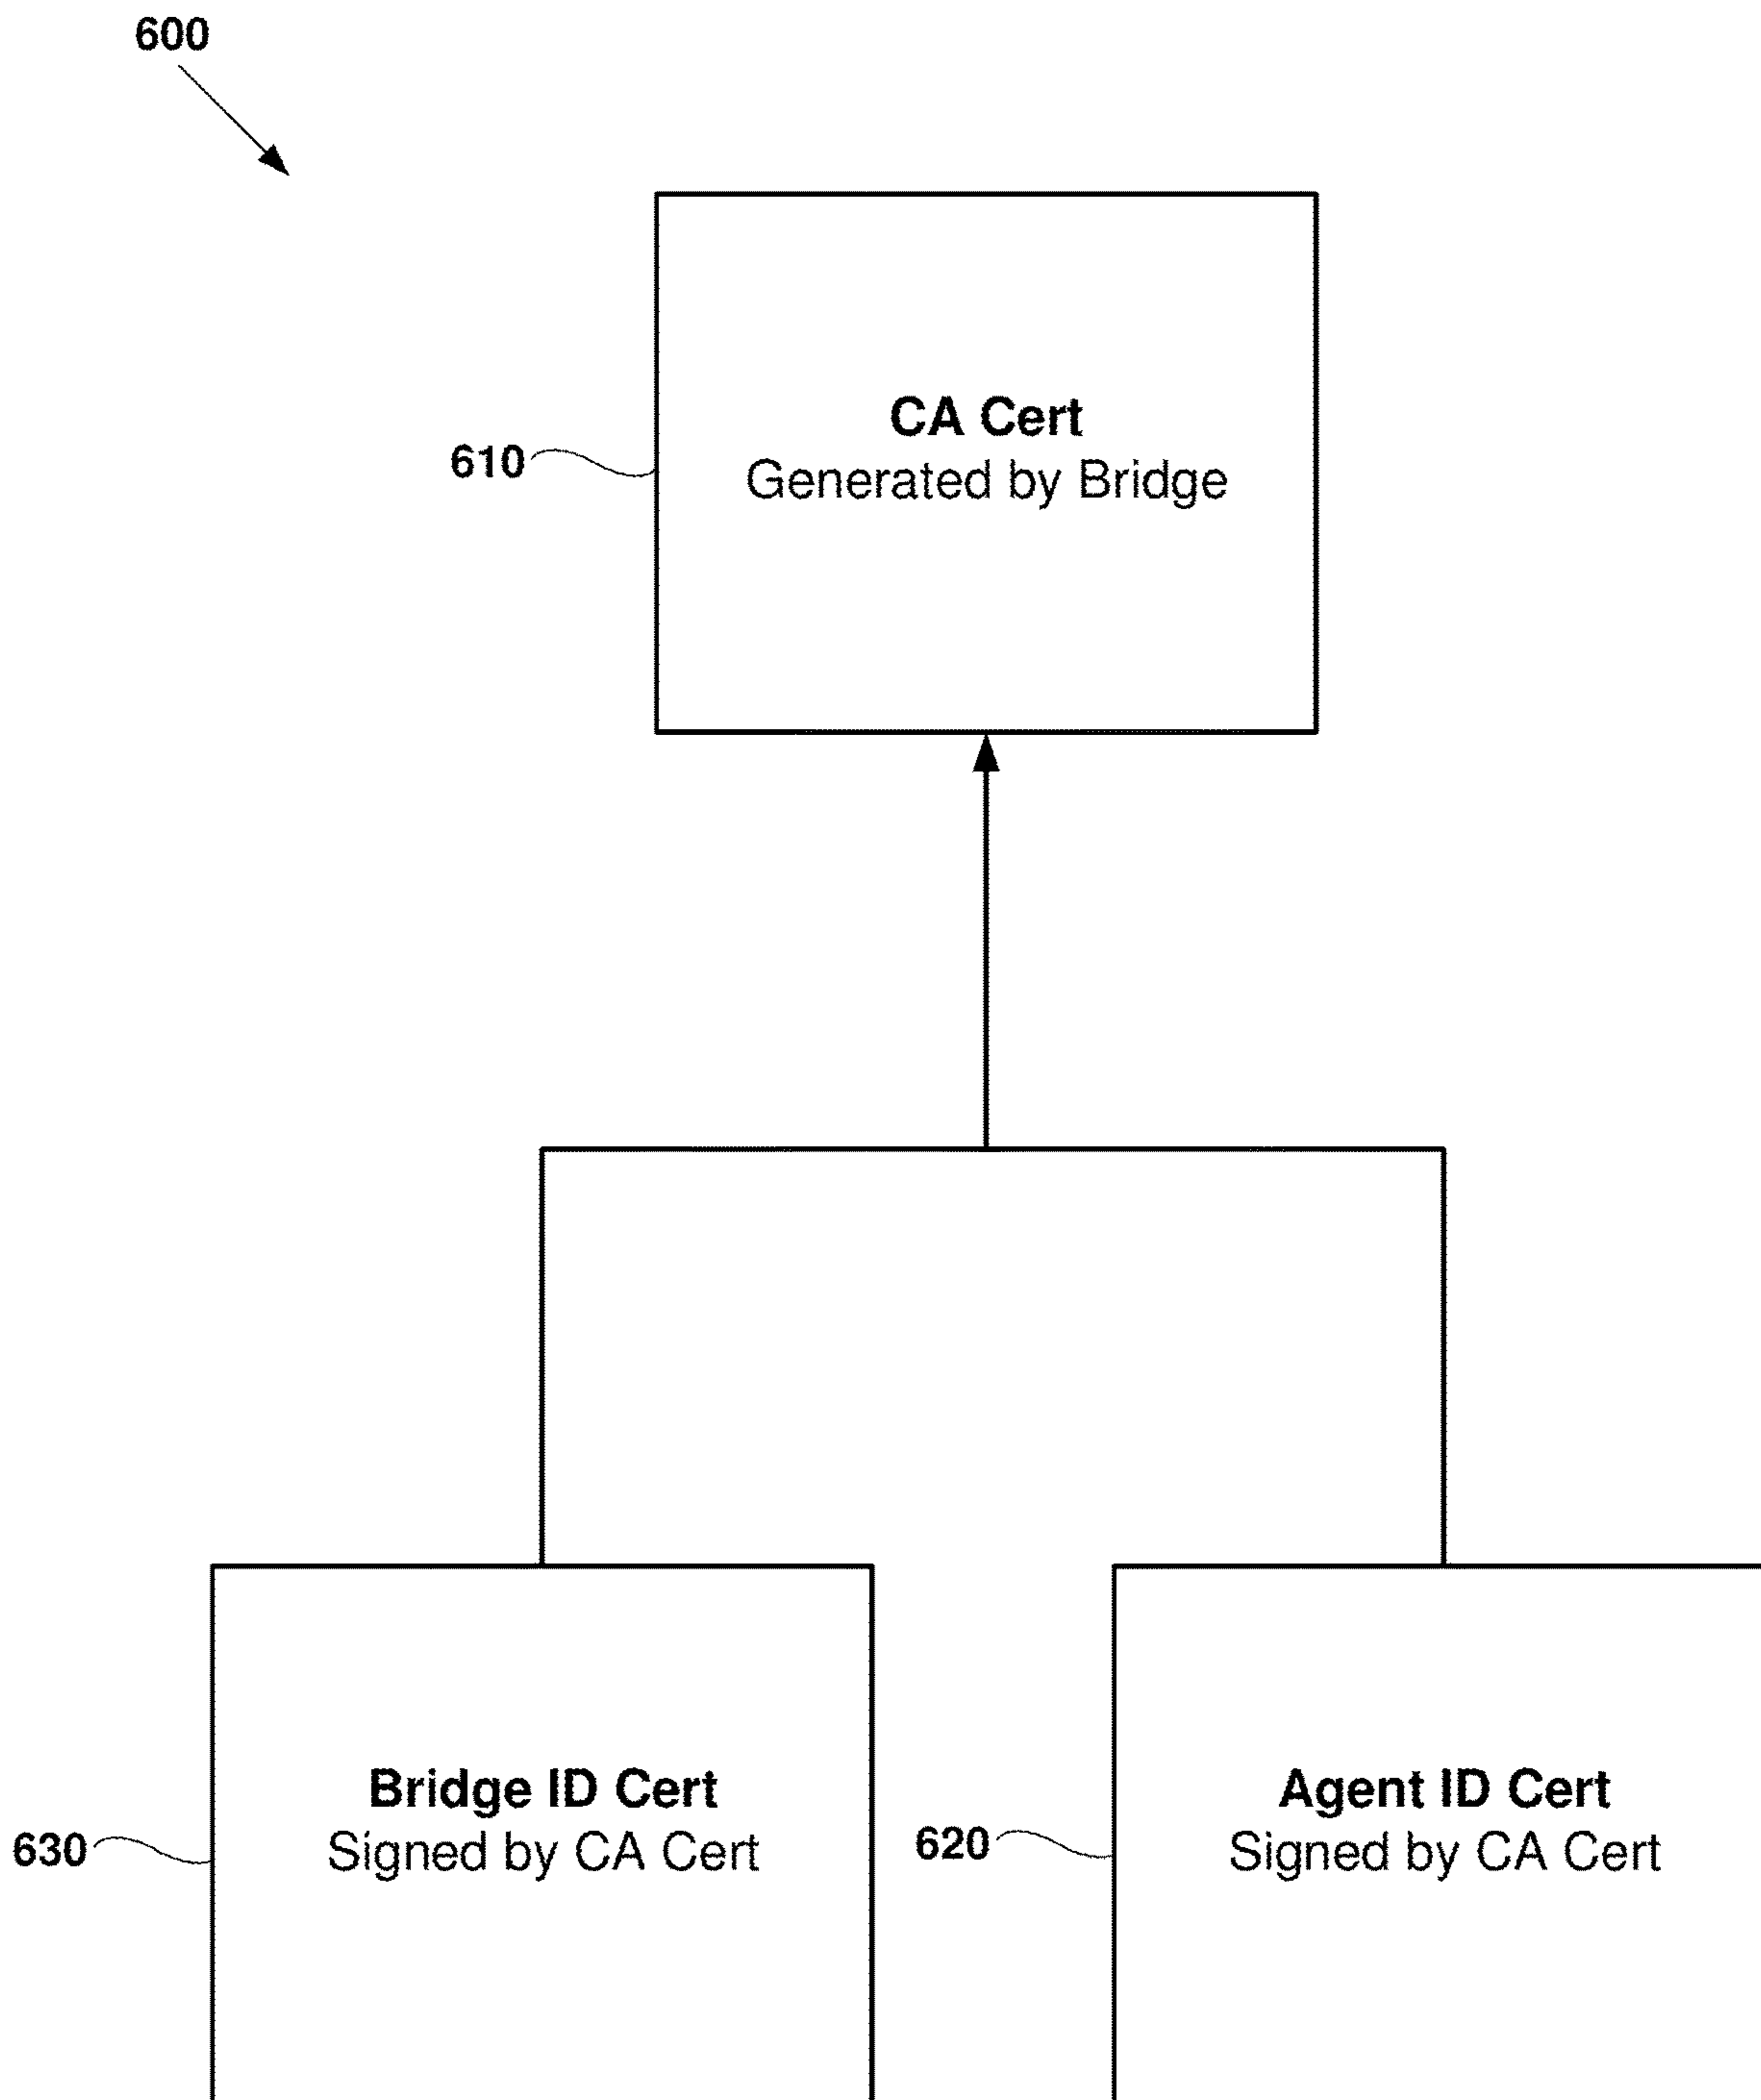 600
CA Cert
610
Generated by Bridge
Bridge ID Cert
630
Signed by CA Cert
Agent ID Cert
620
Signed by CA Cert